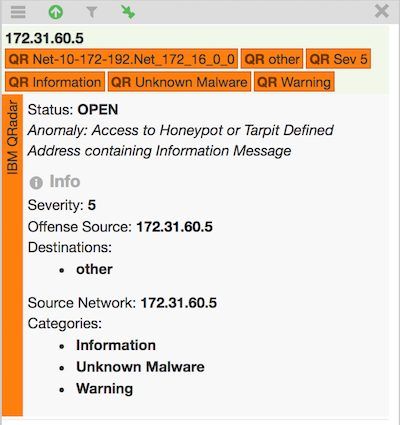 172.31.60.5
QR Net-10-172-192.Net_172_16_0_0 QR other QR Sev 5
QR Information QR Unknown Malware QR Warning
IBM QRadar
Status: OPEN
Anomaly: Access to Honeypot or Tarpit Defined
Address containing Information Message
Info
Severity: 5
Offense Source: 172.31.60.5
Destinations:
• other
Source Network: 172.31.60.5
Categories:
• Information
• Unknown Malware
• Warning